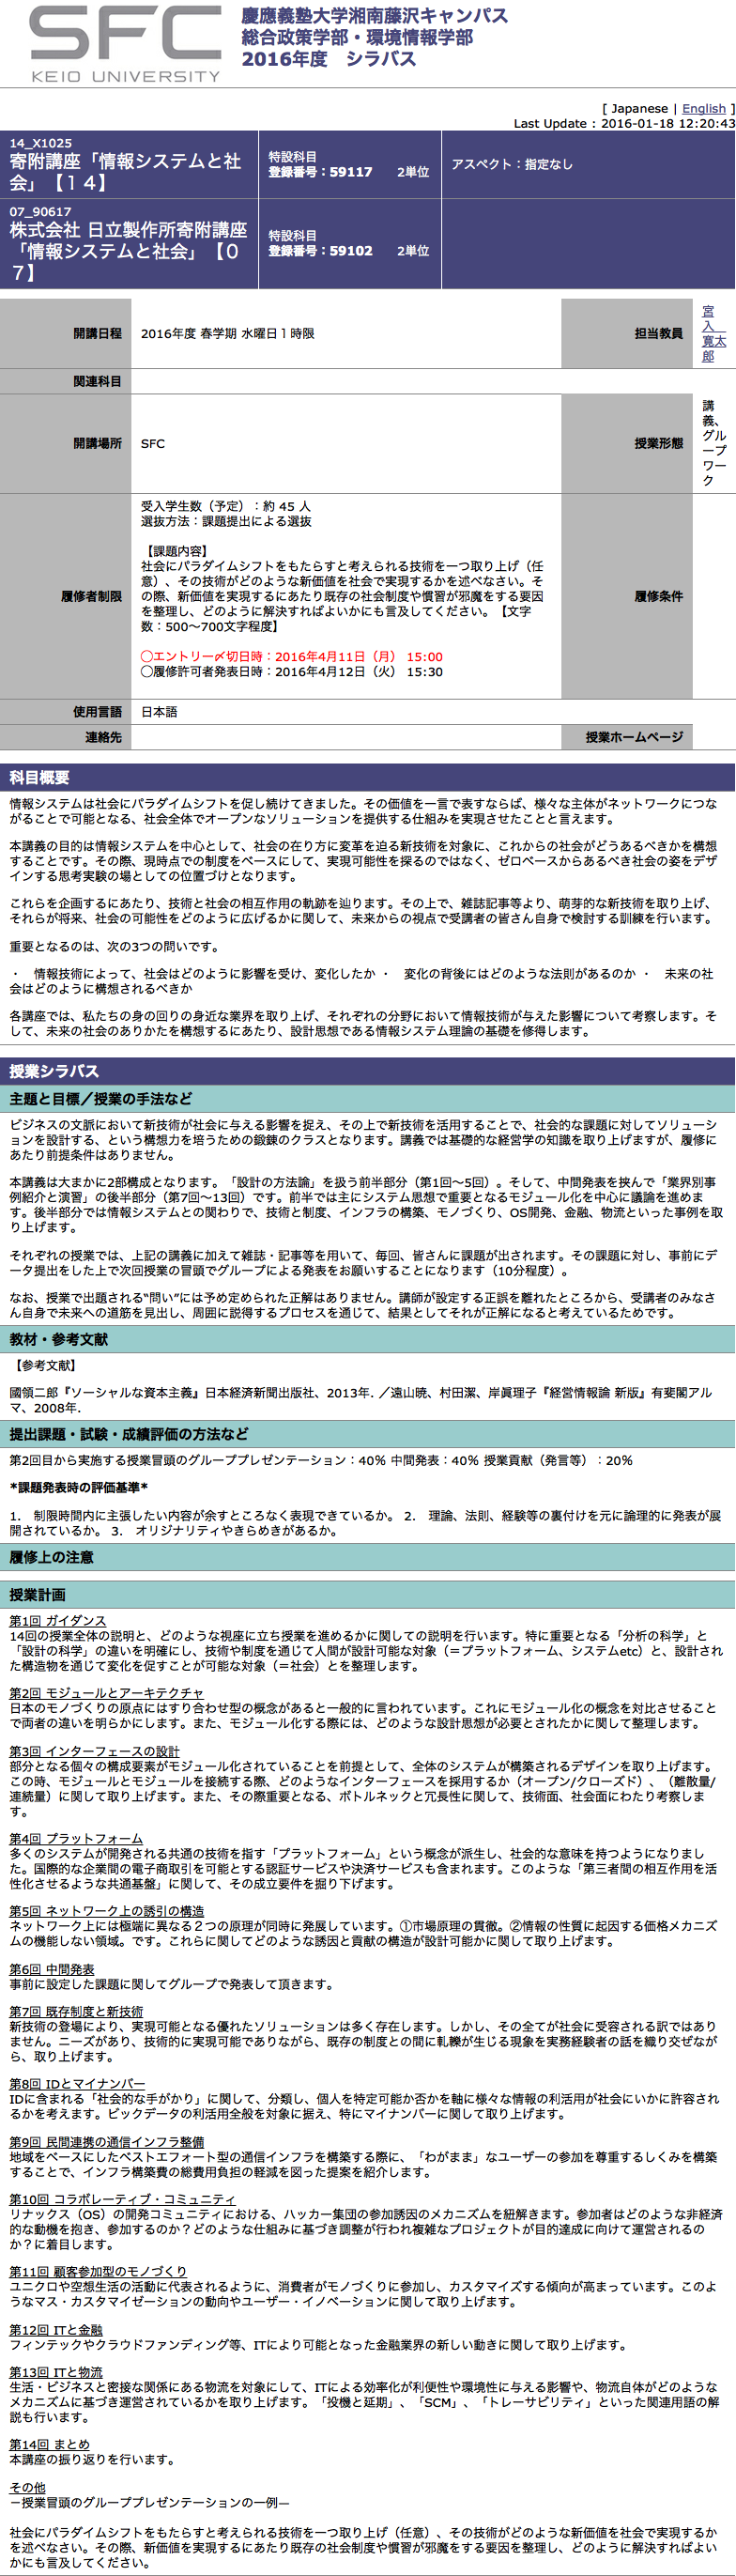 SFC
KEIO UNIVERSITY
慶應義塾大学湘南藤沢キャンパス
総合政策学部・環境情報学部
2016年度　シラバス
[ Japanese | English ]
Last Update : 2016-01-18 12:20:43
14_X1025
寄附講座「情報システムと社
会」【１４】
特設科目
登録番号：59117　　2単位
アスペクト：指定なし
07_90617
株式会社 日立製作所寄附講座
「情報システムと社会」【０
７】
特設科目
登録番号：59102　　2単位
開講日程
2016年度 春学期 水曜日１時限
担当教員
宮
入　
寛太
郎
関連科目
開講場所
SFC
授業形態
講
義、
グル
ープ
ワー
ク
履修者制限
受入学生数（予定）：約 45 人
選抜方法：課題提出による選抜
【課題内容】
社会にパラダイムシフトをもたらすと考えられる技術を一つ取り上げ（任
意）、その技術がどのような新価値を社会で実現するかを述べなさい。そ
の際、新価値を実現するにあたり既存の社会制度や慣習が邪魔をする要因
を整理し、どのように解決すればよいかにも言及してください。【文字
数：500〜700文字程度】
◯エントリー〆切日時：2016年4月11日（月） 15:00
◯履修許可者発表日時：2016年4月12日（火） 15:30
履修条件
使用言語
日本語
連絡先
授業ホームページ
科目概要
情報システムは社会にパラダイムシフトを促し続けてきました。その価値を一言で表すならば、様々な主体がネットワークにつな
がることで可能となる、社会全体でオープンなソリューションを提供する仕組みを実現させたことと言えます。
本講義の目的は情報システムを中心として、社会の在り方に変革を迫る新技術を対象に、これからの社会がどうあるべきかを構想
することです。その際、現時点での制度をベースにして、実現可能性を探るのではなく、ゼロベースからあるべき社会の姿をデザ
インする思考実験の場としての位置づけとなります。
これらを企画するにあたり、技術と社会の相互作用の軌跡を辿ります。その上で、雑誌記事等より、萌芽的な新技術を取り上げ、
それらが将来、社会の可能性をどのように広げるかに関して、未来からの視点で受講者の皆さん自身で検討する訓練を行います。
重要となるのは、次の3つの問いです。
・　情報技術によって、社会はどのように影響を受け、変化したか ・　変化の背後にはどのような法則があるのか ・　未来の社
会はどのように構想されるべきか
各講座では、私たちの身の回りの身近な業界を取り上げ、それぞれの分野において情報技術が与えた影響について考察します。そ
して、未来の社会のありかたを構想するにあたり、設計思想である情報システム理論の基礎を修得します。
授業シラバス
主題と目標／授業の手法など
ビジネスの文脈において新技術が社会に与える影響を捉え、その上で新技術を活用することで、社会的な課題に対してソリューシ
ョンを設計する、という構想力を培うための鍛錬のクラスとなります。講義では基礎的な経営学の知識を取り上げますが、履修に
あたり前提条件はありません。
本講義は大まかに2部構成となります。「設計の方法論」を扱う前半部分（第1回〜5回）。そして、中間発表を挟んで「業界別事
例紹介と演習」の後半部分（第7回〜13回）です。前半では主にシステム思想で重要となるモジュール化を中心に議論を進めま
す。後半部分では情報システムとの関わりで、技術と制度、インフラの構築、モノづくり、OS開発、金融、物流といった事例を取
り上げます。
それぞれの授業では、上記の講義に加えて雑誌・記事等を用いて、毎回、皆さんに課題が出されます。その課題に対し、事前にデ
ータ提出をした上で次回授業の冒頭でグループによる発表をお願いすることになります（10分程度）。
なお、授業で出題される“問い”には予め定められた正解はありません。講師が設定する正誤を離れたところから、受講者のみなさ
ん自身で未来への道筋を見出し、周囲に説得するプロセスを通じて、結果としてそれが正解になると考えているためです。
教材・参考文献
【参考文献】
國領二郎『ソーシャルな資本主義』日本経済新聞出版社、2013年. ／遠山暁、村田潔、岸眞理子『経営情報論 新版』有斐閣アル
マ、2008年.
提出課題・試験・成績評価の方法など
第2回目から実施する授業冒頭のグループプレゼンテーション：40％ 中間発表：40％ 授業貢献（発言等）：20％
*課題発表時の評価基準*
1.　制限時間内に主張したい内容が余すところなく表現できているか。 2.　理論、法則、経験等の裏付けを元に論理的に発表が展
開されているか。 3.　オリジナリティやきらめきがあるか。
履修上の注意
授業計画
第1回 ガイダンス
14回の授業全体の説明と、どのような視座に立ち授業を進めるかに関しての説明を行います。特に重要となる「分析の科学」と
「設計の科学」の違いを明確にし、技術や制度を通じて人間が設計可能な対象（＝プラットフォーム、システムetc）と、設計され
た構造物を通じて変化を促すことが可能な対象（＝社会）とを整理します。
第2回 モジュールとアーキテクチャ
日本のモノづくりの原点にはすり合わせ型の概念があると一般的に言われています。これにモジュール化の概念を対比させること
で両者の違いを明らかにします。また、モジュール化する際には、どのような設計思想が必要とされたかに関して整理します。
第3回 インターフェースの設計
部分となる個々の構成要素がモジュール化されていることを前提として、全体のシステムが構築されるデザインを取り上げます。
この時、モジュールとモジュールを接続する際、どのようなインターフェースを採用するか（オープン/クローズド）、（離散量/
連続量）に関して取り上げます。また、その際重要となる、ボトルネックと冗長性に関して、技術面、社会面にわたり考察しま
す。
第4回 プラットフォーム
多くのシステムが開発される共通の技術を指す「プラットフォーム」という概念が派生し、社会的な意味を持つようになりまし
た。国際的な企業間の電子商取引を可能とする認証サービスや決済サービスも含まれます。このような「第三者間の相互作用を活
性化させるような共通基盤」に関して、その成立要件を掘り下げます。
第5回 ネットワーク上の誘引の構造
ネットワーク上には極端に異なる２つの原理が同時に発展しています。①市場原理の貫徹。②情報の性質に起因する価格メカニズ
ムの機能しない領域。です。これらに関してどのような誘因と貢献の構造が設計可能かに関して取り上げます。
第6回 中間発表
事前に設定した課題に関してグループで発表して頂きます。
第7回 既存制度と新技術
新技術の登場により、実現可能となる優れたソリューションは多く存在します。しかし、その全てが社会に受容される訳ではあり
ません。ニーズがあり、技術的に実現可能でありながら、既存の制度との間に軋轢が生じる現象を実務経験者の話を織り交ぜなが
ら、取り上げます。
第8回 IDとマイナンバー
IDに含まれる「社会的な手がかり」に関して、分類し、個人を特定可能か否かを軸に様々な情報の利活用が社会にいかに許容され
るかを考えます。ビックデータの利活用全般を対象に据え、特にマイナンバーに関して取り上げます。
第9回 民間連携の通信インフラ整備
地域をベースにしたベストエフォート型の通信インフラを構築する際に、「わがまま」なユーザーの参加を尊重するしくみを構築
することで、インフラ構築費の総費用負担の軽減を図った提案を紹介します。
第10回 コラボレーティブ・コミュニティ
リナックス（OS）の開発コミュニティにおける、ハッカー集団の参加誘因のメカニズムを紐解きます。参加者はどのような非経済
的な動機を抱き、参加するのか？どのような仕組みに基づき調整が行われ複雑なプロジェクトが目的達成に向けて運営されるの
か？に着目します。
第11回 顧客参加型のモノづくり
ユニクロや空想生活の活動に代表されるように、消費者がモノづくりに参加し、カスタマイズする傾向が高まっています。このよ
うなマス・カスタマイゼーションの動向やユーザー・イノベーションに関して取り上げます。
第12回 ITと金融
フィンテックやクラウドファンディング等、ITにより可能となった金融業界の新しい動きに関して取り上げます。
第13回 ITと物流
生活・ビジネスと密接な関係にある物流を対象にして、ITによる効率化が利便性や環境性に与える影響や、物流自体がどのような
メカニズムに基づき運営されているかを取り上げます。「投機と延期」、「SCM」、「トレーサビリティ」といった関連用語の解
説も行います。
第14回 まとめ
本講座の振り返りを行います。
その他
－授業冒頭のグループプレゼンテーションの一例―
社会にパラダイムシフトをもたらすと考えられる技術を一つ取り上げ（任意）、その技術がどのような新価値を社会で実現するか
を述べなさい。その際、新価値を実現するにあたり既存の社会制度や慣習が邪魔をする要因を整理し、どのように解決すればよい
かにも言及してください。